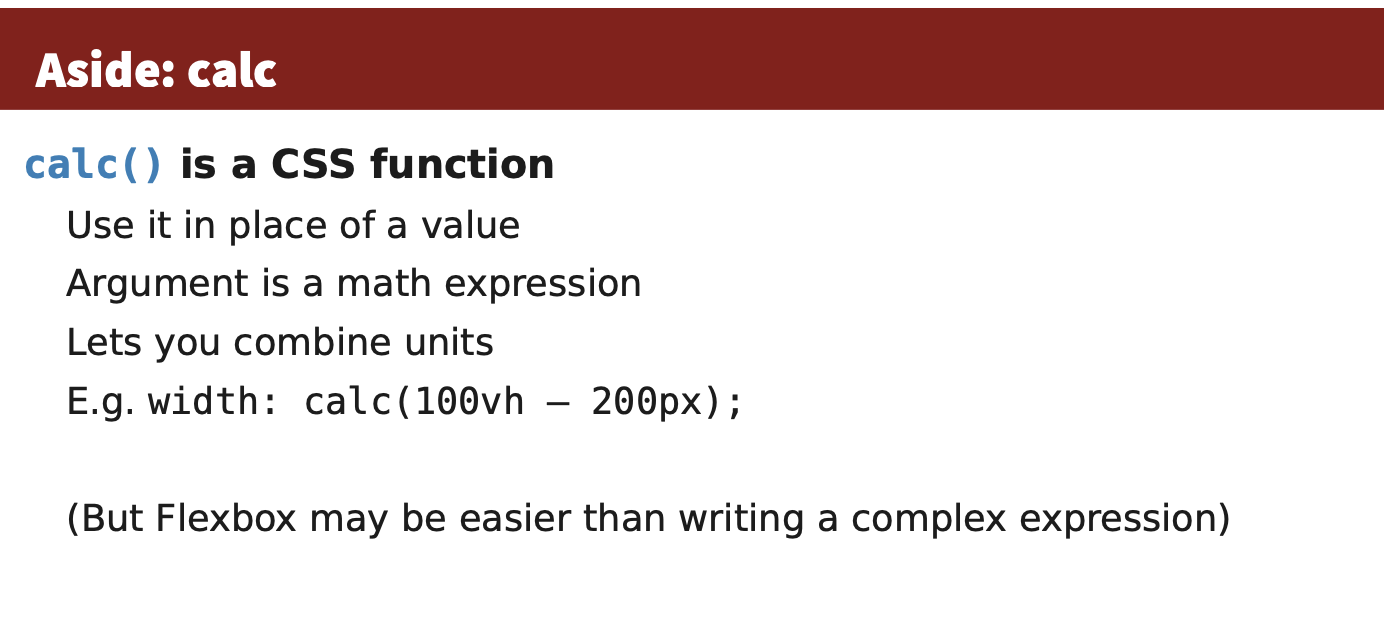 Aside: calc
calc() is a CSS function
Use it in place of a value
Argument is a math expression
Lets you combine units
E.g. width: calc(100vh – 200px);
(But Flexbox may be easier than writing a complex expression)